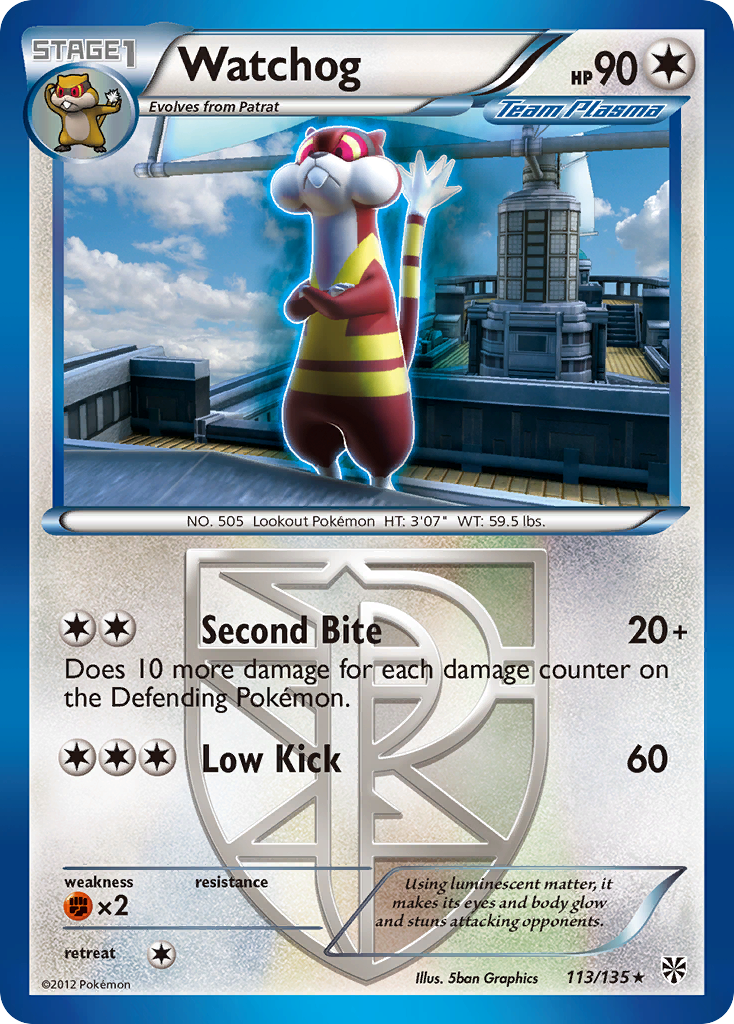 STAGE1
Watchog
HP 90
Evolves from Patrat
Team Plasma
NO. 505 Lookout Pokémon HT: 3'07" WT: 59.5 lbs.
Second Bite 20+
Does 10 more damage for each damage counter on
the Defending Pokémon.
Low Kick 60
weakness
resistance
×2
Using luminescent matter, it
makes its eyes and body glow
and stuns attacking opponents.
retreat
©2012 Pokémon
Illus. 5ban Graphics
113/135★